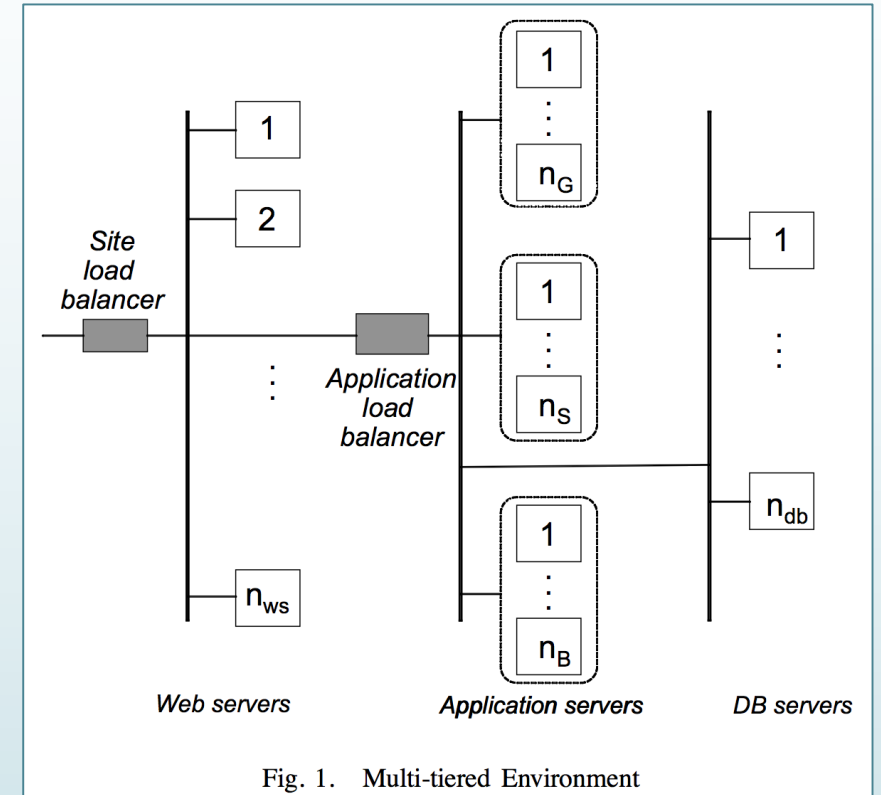 Site
load
balancer
1
2
⋮
n_ws
Web servers
Application
load
balancer
1
⋮
n_G
1
⋮
n_S
1
⋮
n_B
Application servers
1
⋮
n_db
DB servers
Fig. 1. Multi-tiered Environment